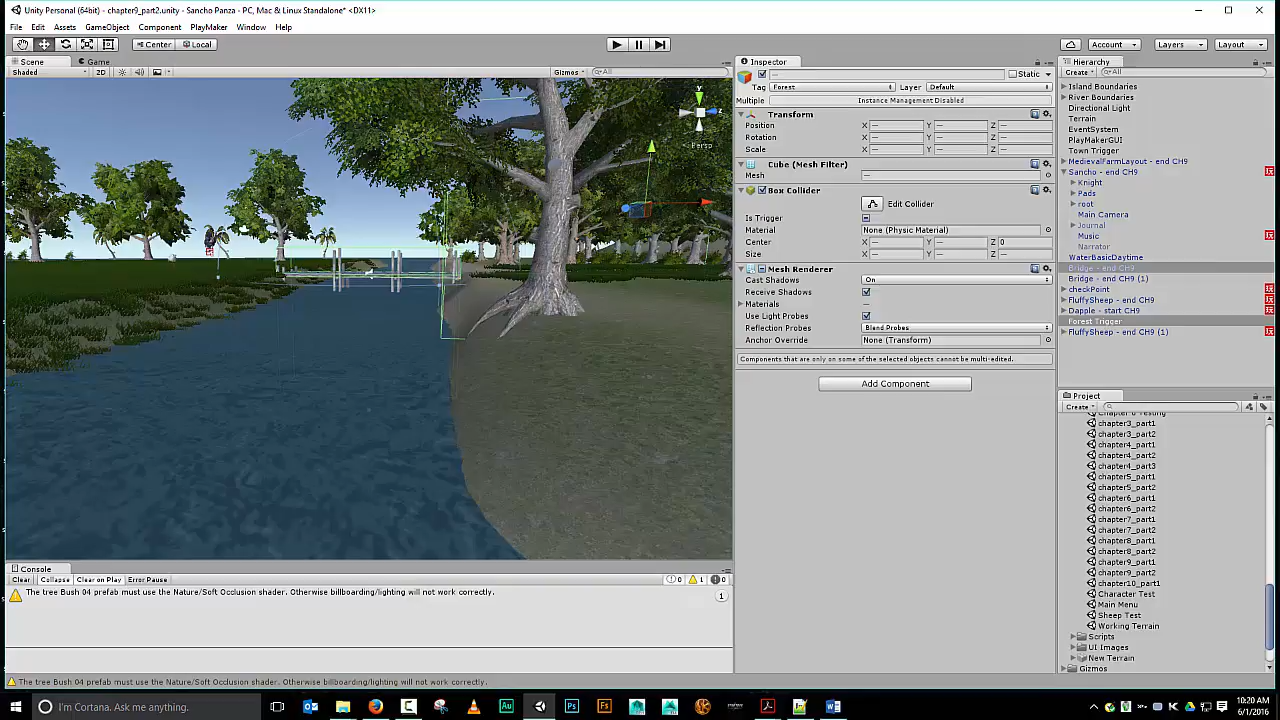 Unity Personal (64bit) - chapter9_part2.unity - Sancho Panza - PC, Mac & Linux Standalone* <DX11>
File Edit Assets GameObject Component PlayMaker Window Help
Center Local Account Layers Layout
Scene Game
Shaded 2D Gizmos All
y
z
Persp
Inspector
Static
Tag Forest Layer Default
Multiple Instance Management Disabled
Transform
Position X — Y — Z —
Rotation X — Y — Z —
Scale X — Y — Z —
Cube (Mesh Filter)
Mesh —
Box Collider
Edit Collider
Is Trigger
Material None (Physic Material)
Center X — Y — Z 0
Size X — Y — Z —
Mesh Renderer
Cast Shadows On
Receive Shadows
Materials —
Use Light Probes
Reflection Probes Blend Probes
Anchor Override None (Transform)
Components that are only on some of the selected objects cannot be multi-edited.
Add Component
Hierarchy
Create All
Island Boundaries
River Boundaries
Directional Light
Terrain
EventSystem
PlayMakerGUI
Town Trigger
MedievalFarmLayout - end CH9
Sancho - end CH9
Knight
Pads
root
Main Camera
Journal
Music
Narrator
WaterBasicDaytime
Bridge - end CH9
Bridge - end CH9 (1)
checkPoint
FluffySheep - end CH9
Dapple - start CH9
Forest Trigger
FluffySheep - end CH9 (1)
Project
Create
Chapter 6 Testing
chapter3_part1
chapter3_part2
chapter4_part1
chapter4_part2
chapter4_part3
chapter5_part1
chapter5_part2
chapter6_part1
chapter6_part2
chapter7_part1
chapter7_part2
chapter8_part1
chapter8_part2
chapter9_part1
chapter9_part2
chapter10_part1
Character Test
Main Menu
Sheep Test
Working Terrain
Scripts
UI Images
New Terrain
Gizmos
Console
Clear Collapse Clear on Play Error Pause 0 1 0
The tree Bush 04 prefab must use the Nature/Soft Occlusion shader. Otherwise billboarding/lighting will not work correctly. 1
The tree Bush 04 prefab must use the Nature/Soft Occlusion shader. Otherwise billboarding/lighting will not work correctly.
I'm Cortana. Ask me anything.
Au Ps Fs
10:20 AM
6/1/2016